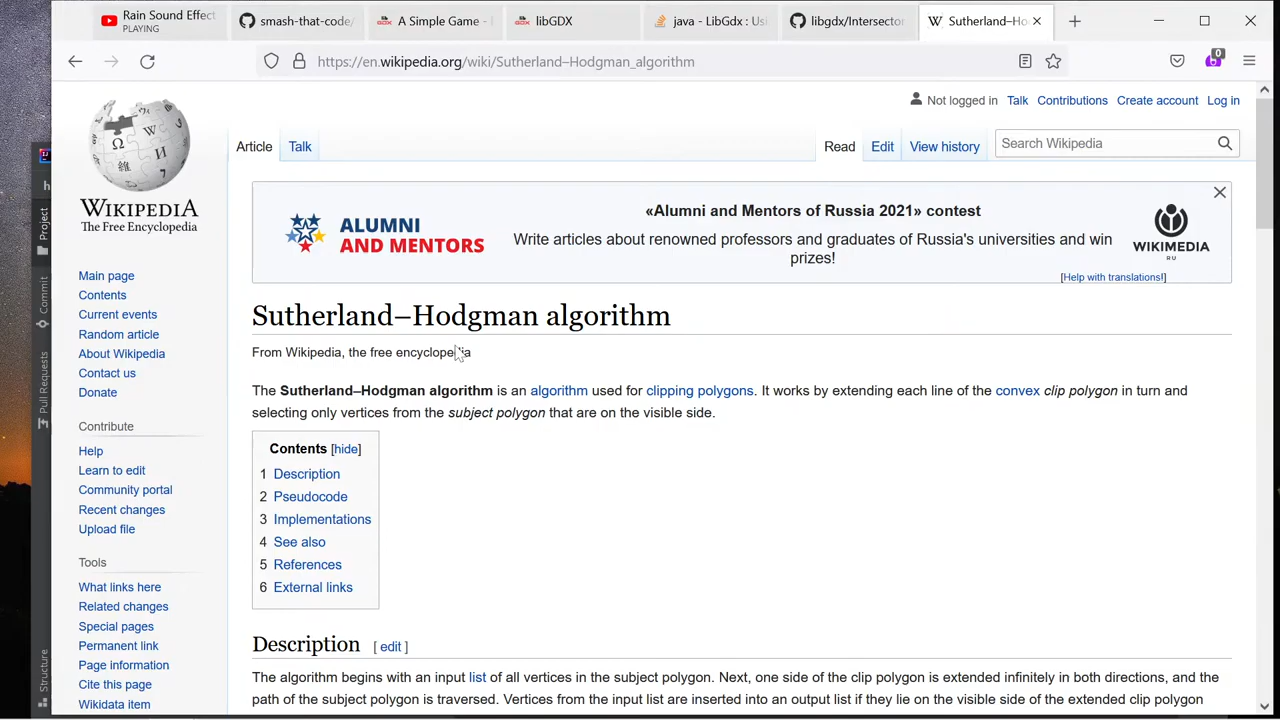 Rain Sound Effect
PLAYING
smash-that-code/
A Simple Game -
libGDX
java - LibGdx : Us
libgdx/Intersector
Sutherland–Ho
https://en.wikipedia.org/wiki/Sutherland–Hodgman_algorithm
0
Not logged in Talk Contributions Create account Log in
Article Talk Read Edit View history Search Wikipedia
WIKIPEDIA
The Free Encyclopedia
Main page
Contents
Current events
Random article
About Wikipedia
Contact us
Donate
Contribute
Help
Learn to edit
Community portal
Recent changes
Upload file
Tools
What links here
Related changes
Special pages
Permanent link
Page information
Cite this page
Wikidata item
ALUMNI
AND MENTORS
«Alumni and Mentors of Russia 2021» contest
Write articles about renowned professors and graduates of Russia's universities and win
prizes!
[Help with translations!]
WIKIMEDIA
RU
Sutherland–Hodgman algorithm
From Wikipedia, the free encyclopedia
The Sutherland–Hodgman algorithm is an algorithm used for clipping polygons. It works by extending each line of the convex clip polygon in turn and
selecting only vertices from the subject polygon that are on the visible side.
Contents [hide]
1 Description
2 Pseudocode
3 Implementations
4 See also
5 References
6 External links
Description [ edit ]
The algorithm begins with an input list of all vertices in the subject polygon. Next, one side of the clip polygon is extended infinitely in both directions, and the
path of the subject polygon is traversed. Vertices from the input list are inserted into an output list if they lie on the visible side of the extended clip polygon
Project
Commit
Pull Requests
Structure